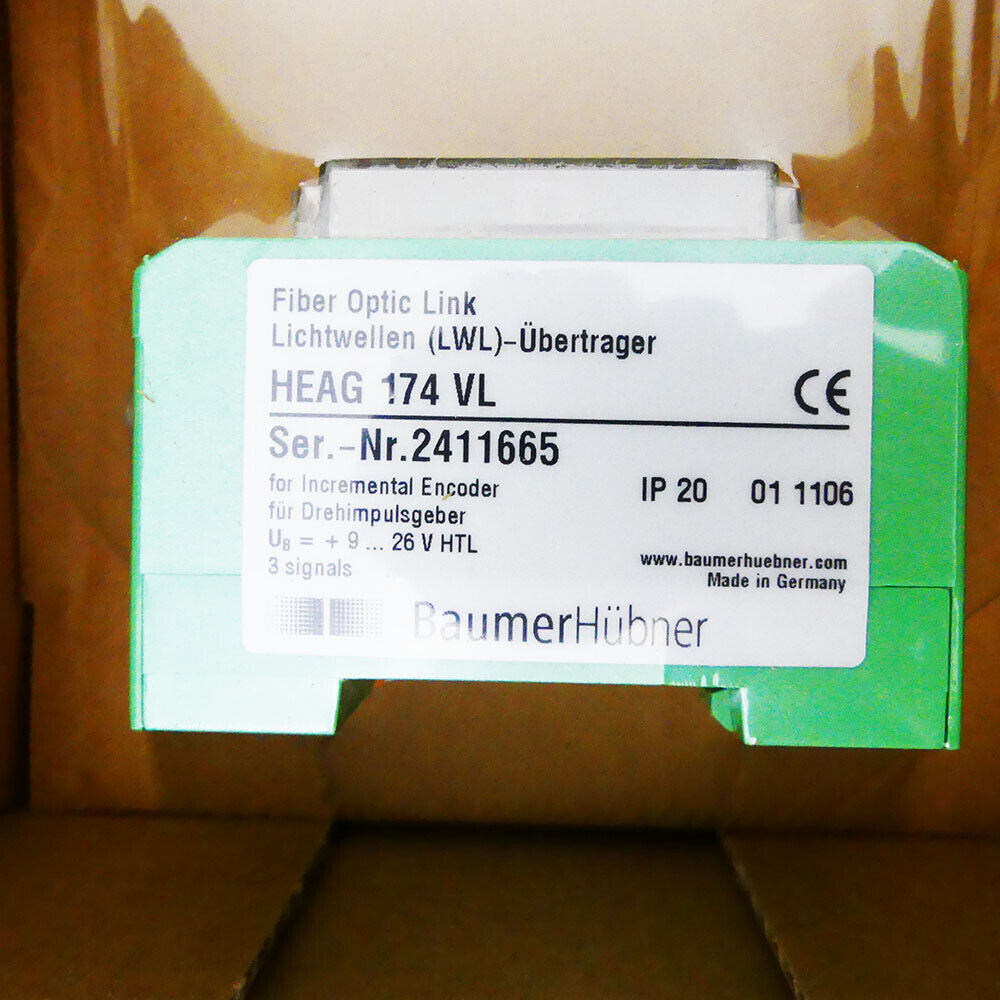 Fiber Optic Link
Lichtwellen (LWL)-Übertrager
HEAG 174 VL CE
Ser.-Nr.2411665
for Incremental Encoder IP 20 01 1106
für Drehimpulsgeber
UB = + 9 ... 26 V HTL
3 signals
www.baumerhuebner.com
Made in Germany
BaumerHübner